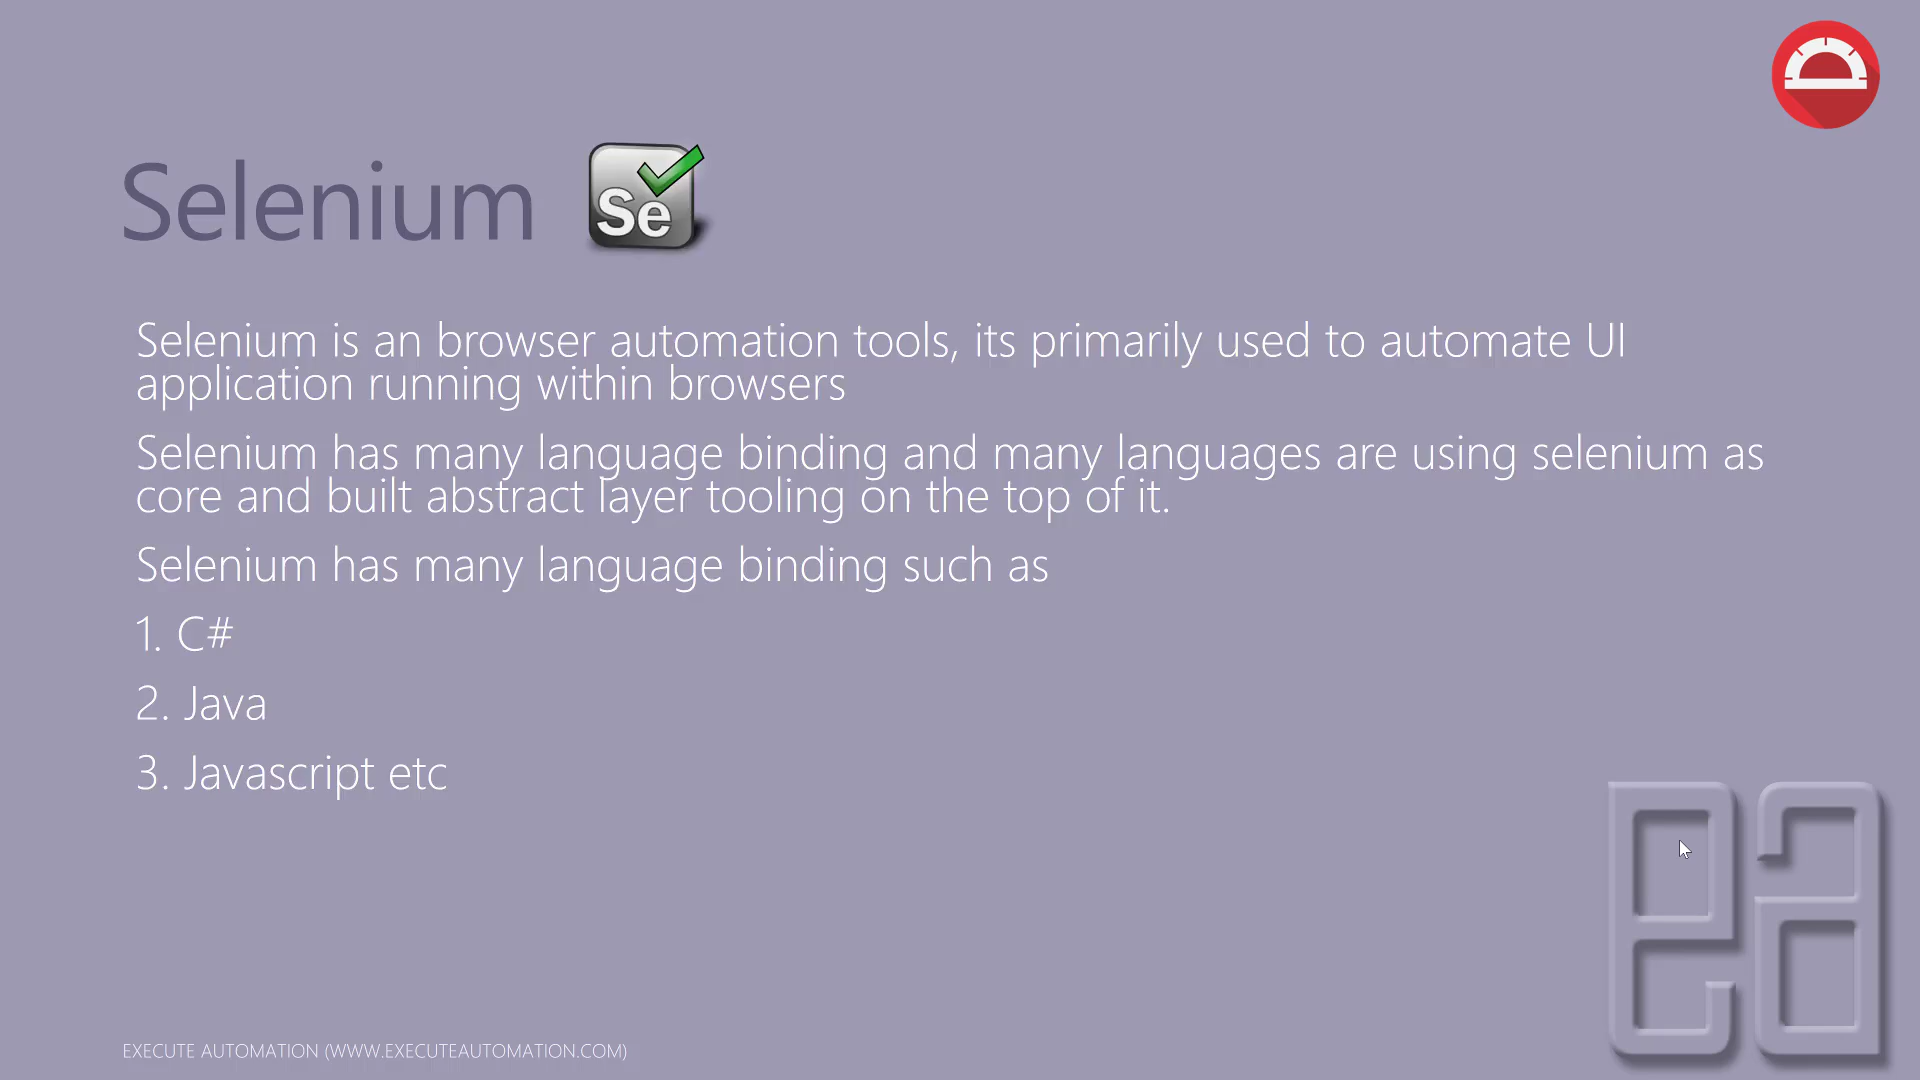 Selenium
Se
Selenium is an browser automation tools, its primarily used to automate UI
application running within browsers
Selenium has many language binding and many languages are using selenium as
core and built abstract layer tooling on the top of it.
Selenium has many language binding such as
1. C#
2. Java
3. Javascript etc
ea
EXECUTE AUTOMATION (WWW.EXECUTEAUTOMATION.COM)